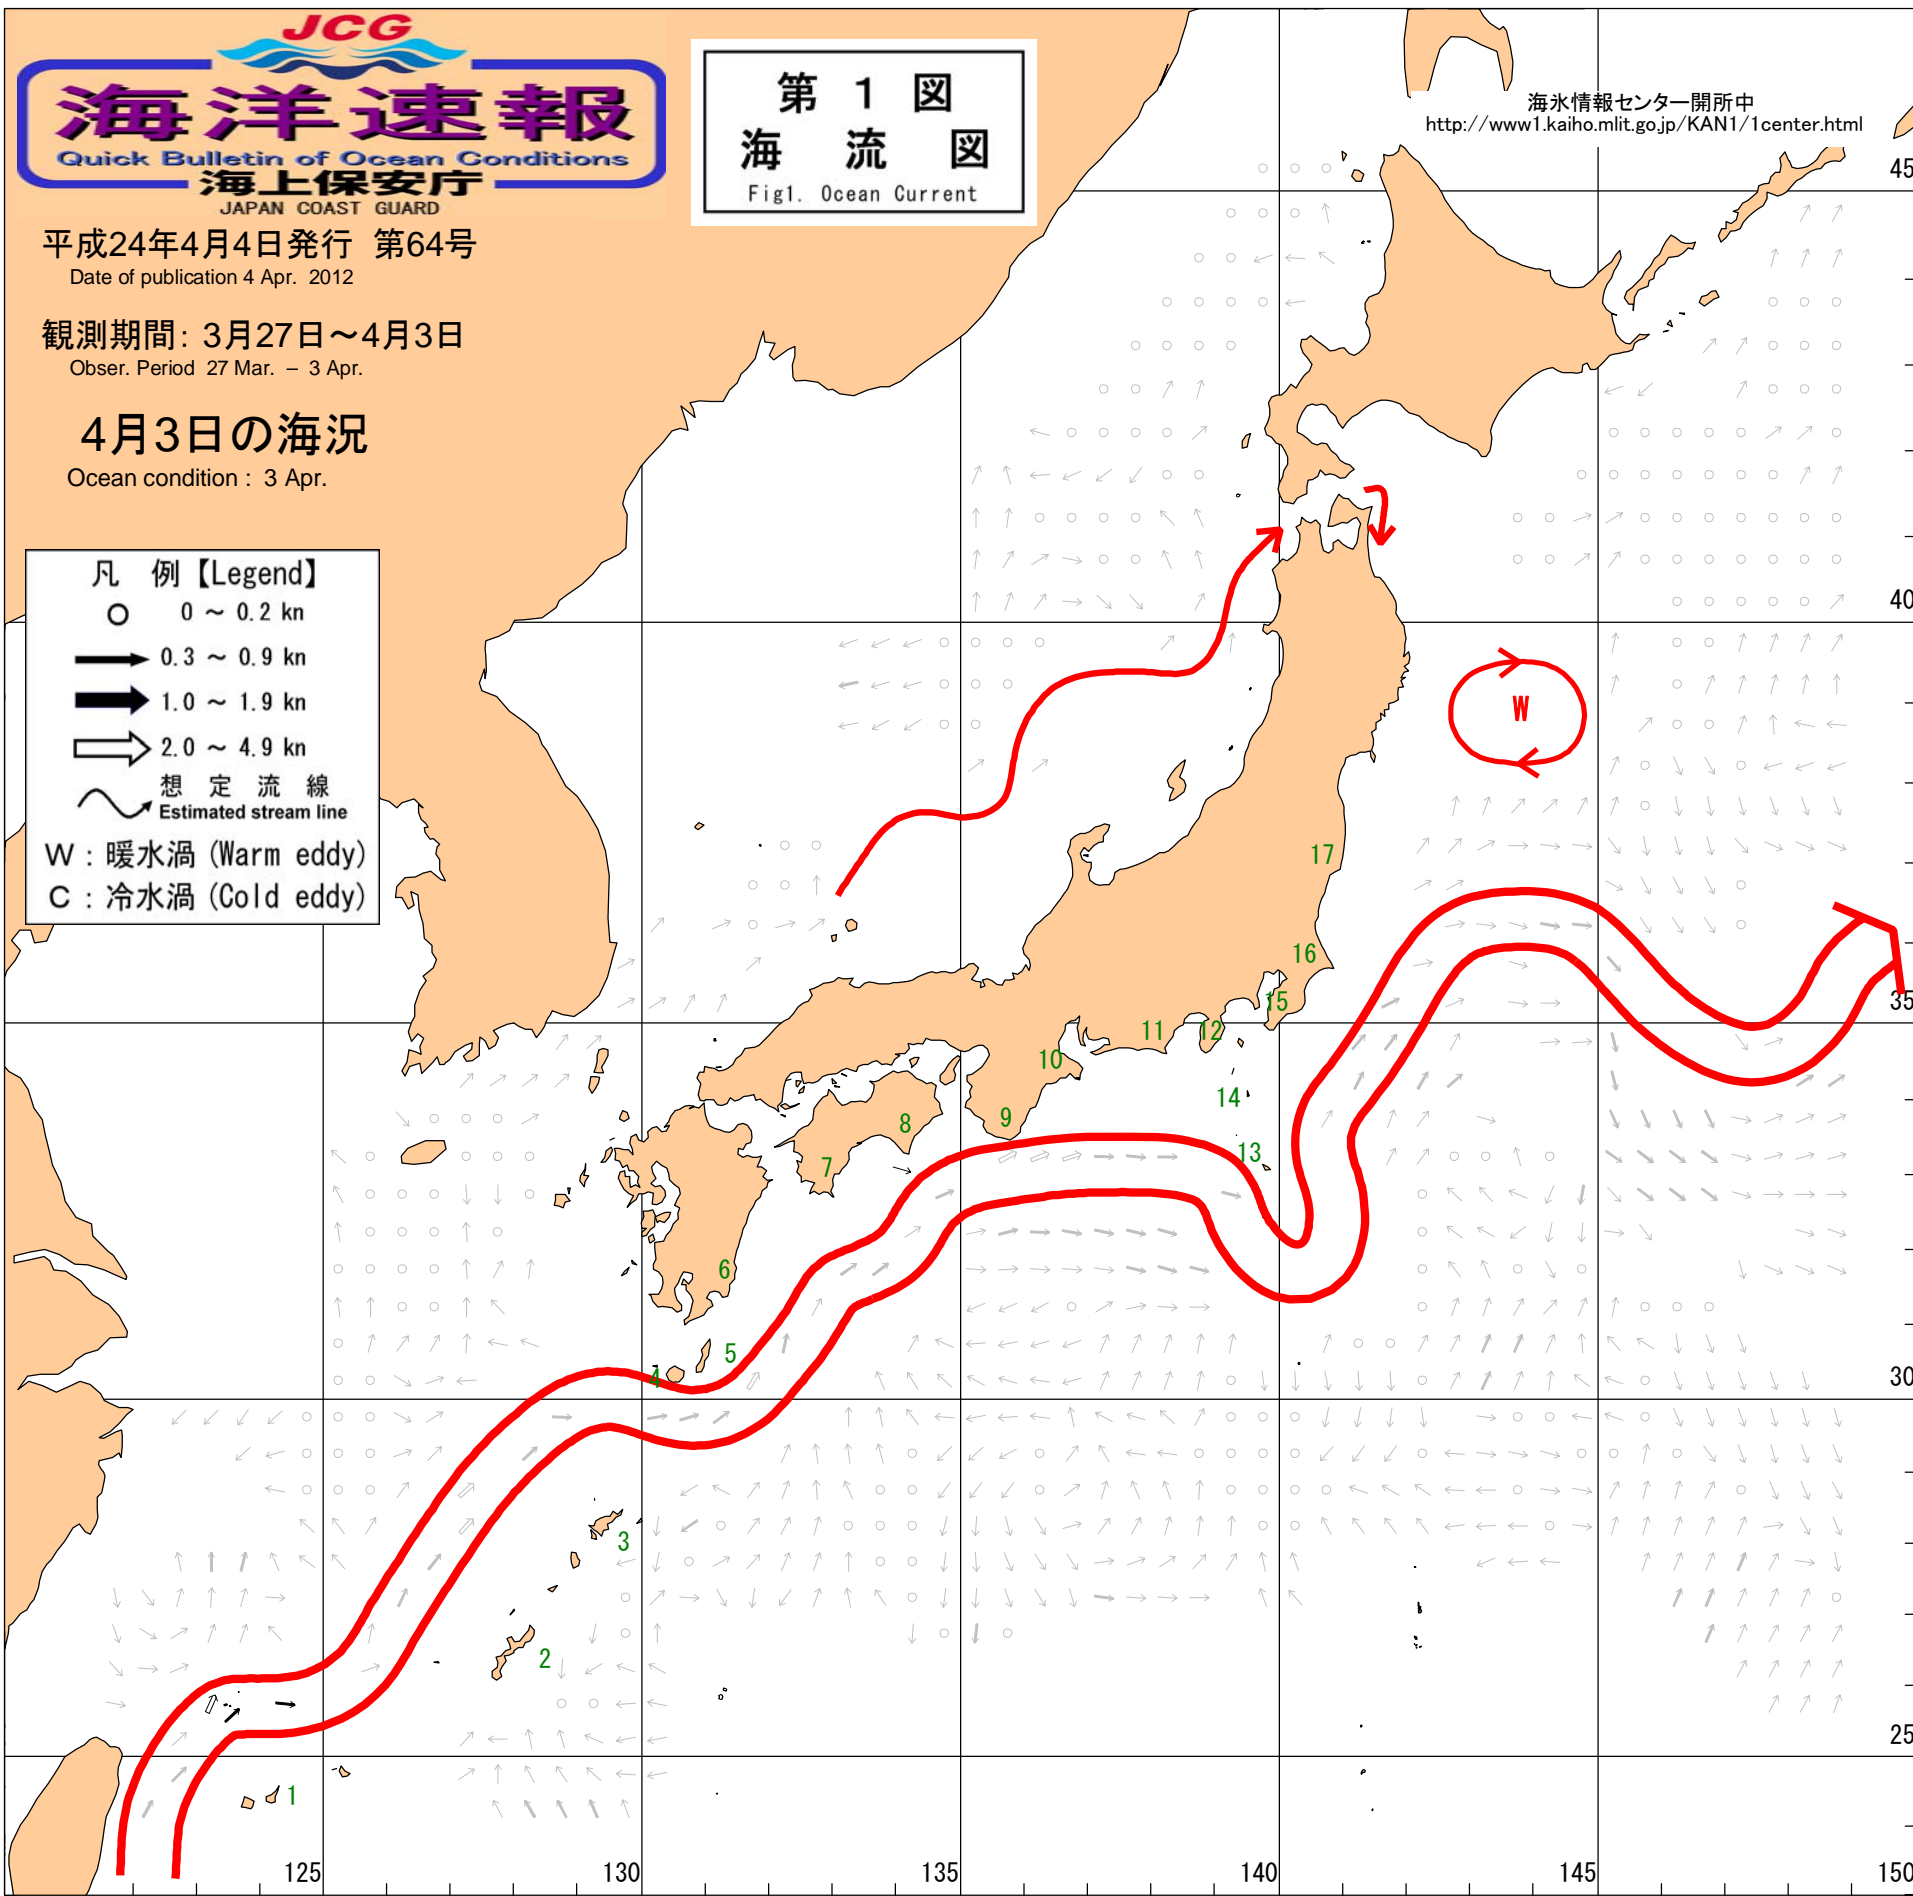 JCG
海洋速報
Quick Bulletin of Ocean Conditions
海上保安庁
JAPAN COAST GUARD
平成24年4月4日発行 第64号
Date of publication 4 Apr. 2012
観測期間: 3月27日～4月3日
Obser. Period 27 Mar. – 3 Apr.
4月3日の海況
Ocean condition : 3 Apr.
第 1 図
海 流 図
Fig1. Ocean Current
海氷情報センター開所中
http://www1.kaiho.mlit.go.jp/KAN1/1center.html
凡 例【Legend】
0 ～ 0.2 kn
0.3 ～ 0.9 kn
1.0 ～ 1.9 kn
2.0 ～ 4.9 kn
想 定 流 線
Estimated stream line
W : 暖水渦 (Warm eddy)
C : 冷水渦 (Cold eddy)
45
40
W
17
16
35
15
12
11
10
14
9
8
13
7
6
5
4
30
3
2
25
1
125
130
135
140
145
150